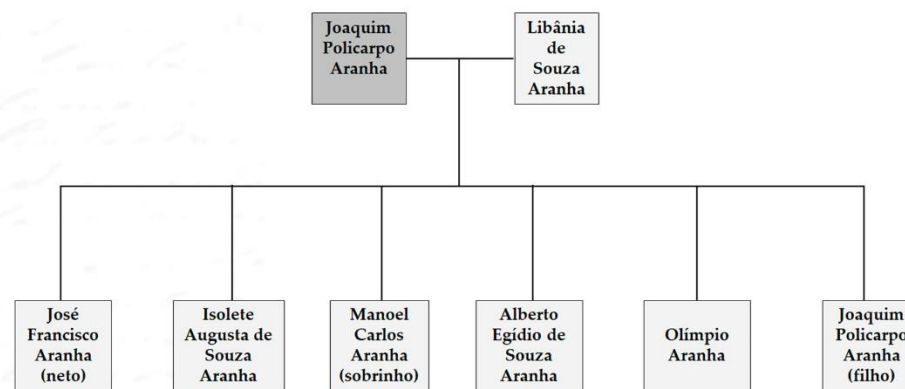 Joaquim
Policarpo
Aranha
Libânia
de
Souza
Aranha
José
Francisco
Aranha
(neto)
Isolete
Augusta de
Souza
Aranha
Manoel
Carlos
Aranha
(sobrinho)
Alberto
Egídio de
Souza
Aranha
Olímpio
Aranha
Joaquim
Policarpo
Aranha
(filho)